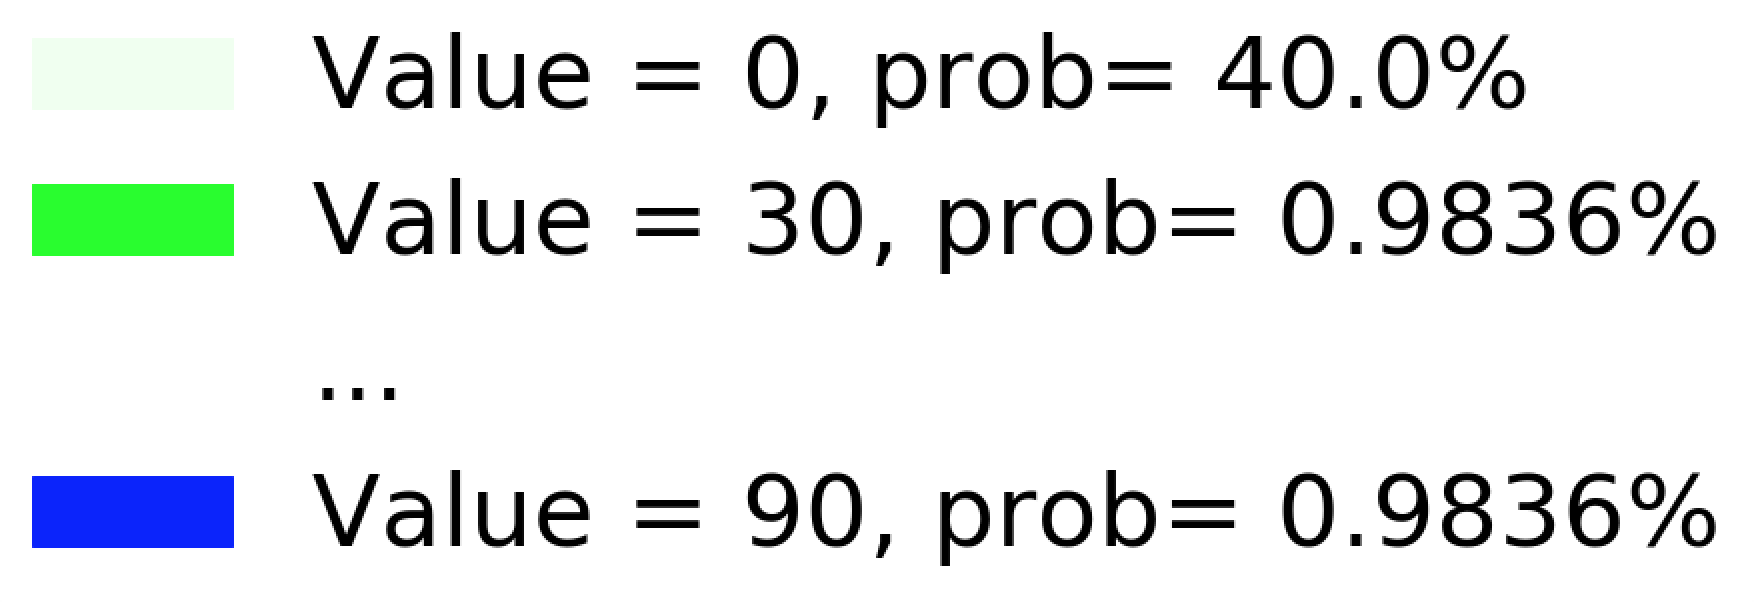 Value = 0, prob= 40.0%
Value = 30, prob= 0.9836%
...
Value = 90, prob= 0.9836%